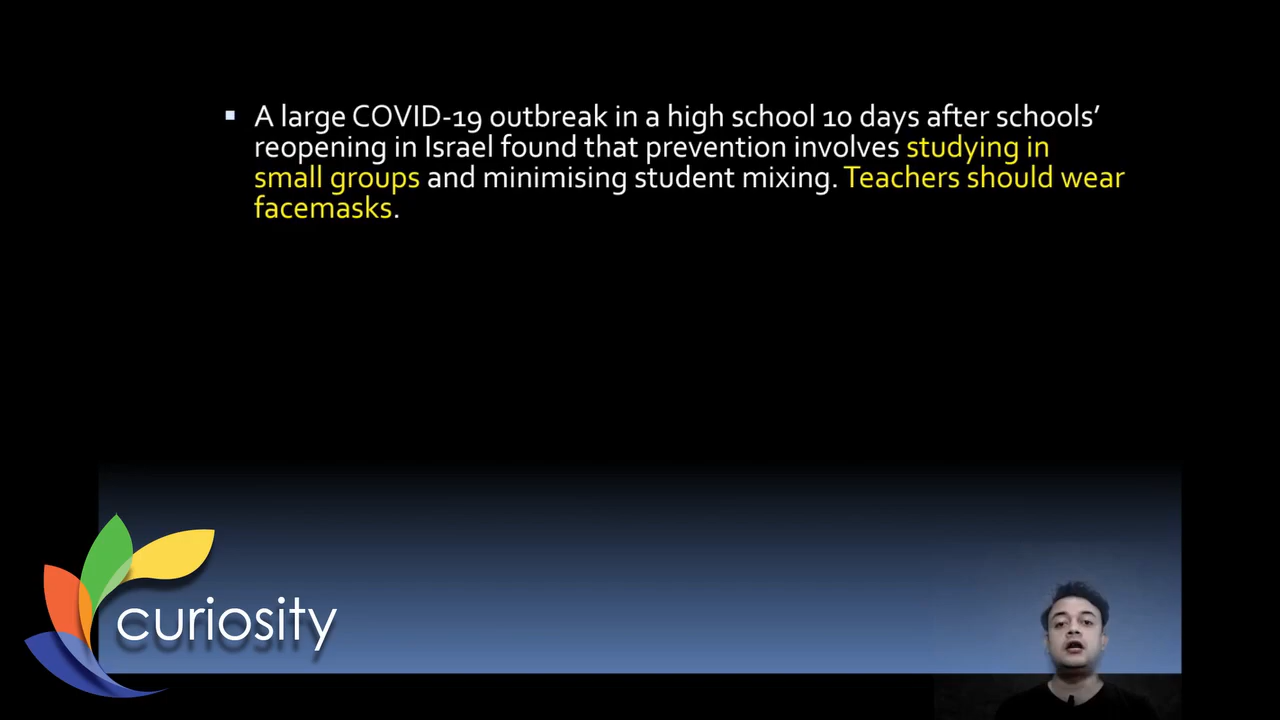 A large COVID-19 outbreak in a high school 10 days after schools’
reopening in Israel found that prevention involves studying in
small groups and minimising student mixing. Teachers should wear
facemasks.
curiosity